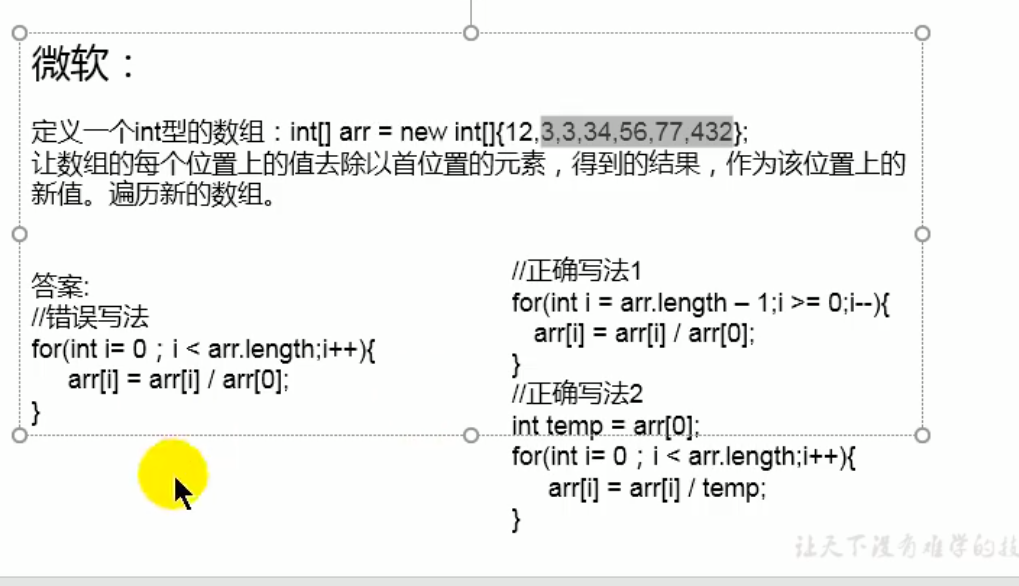 微软：
定义一个int型的数组：int[] arr = new int[]{12,3,3,34,56,77,432};
让数组的每个位置上的值去除以首位置的元素，得到的结果，作为该位置上的
新值。遍历新的数组。
答案:
//错误写法
for(int i= 0；i < arr.length;i++){
arr[i] = arr[i] / arr[0];
}
//正确写法1
for(int i = arr.length – 1;i >= 0;i--){
arr[i] = arr[i] / arr[0];
}
//正确写法2
int temp = arr[0];
for(int i= 0；i < arr.length;i++){
arr[i] = arr[i] / temp;
}
让天下没有难学的技